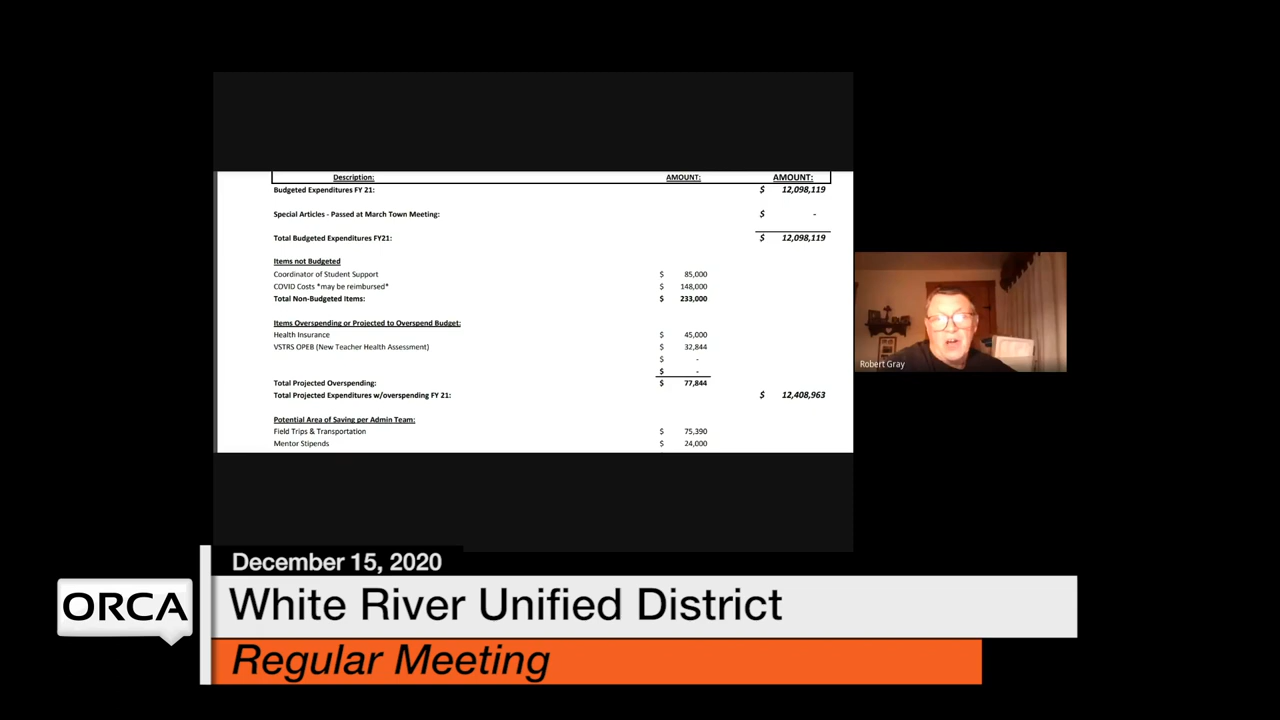 Description: AMOUNT: AMOUNT:
Budgeted Expenditures FY 21: $ 12,098,119
Special Articles - Passed at March Town Meeting: $ -
Total Budgeted Expenditures FY21: $ 12,098,119
Items not Budgeted
Coordinator of Student Support $ 85,000
COVID Costs *may be reimbursed* $ 148,000
Total Non-Budgeted Items: $ 233,000
Items Overspending or Projected to Overspend Budget:
Health Insurance $ 45,000
VSTRS OPEB (New Teacher Health Assessment) $ 32,844
$ -
$ -
Total Projected Overspending: $ 77,844
Total Projected Expenditures w/overspending FY 21: $ 12,408,963
Potential Area of Saving per Admin Team:
Field Trips & Transportation $ 75,390
Mentor Stipends $ 24,000
Robert Gray
December 15, 2020
ORCA
White River Unified District
Regular Meeting